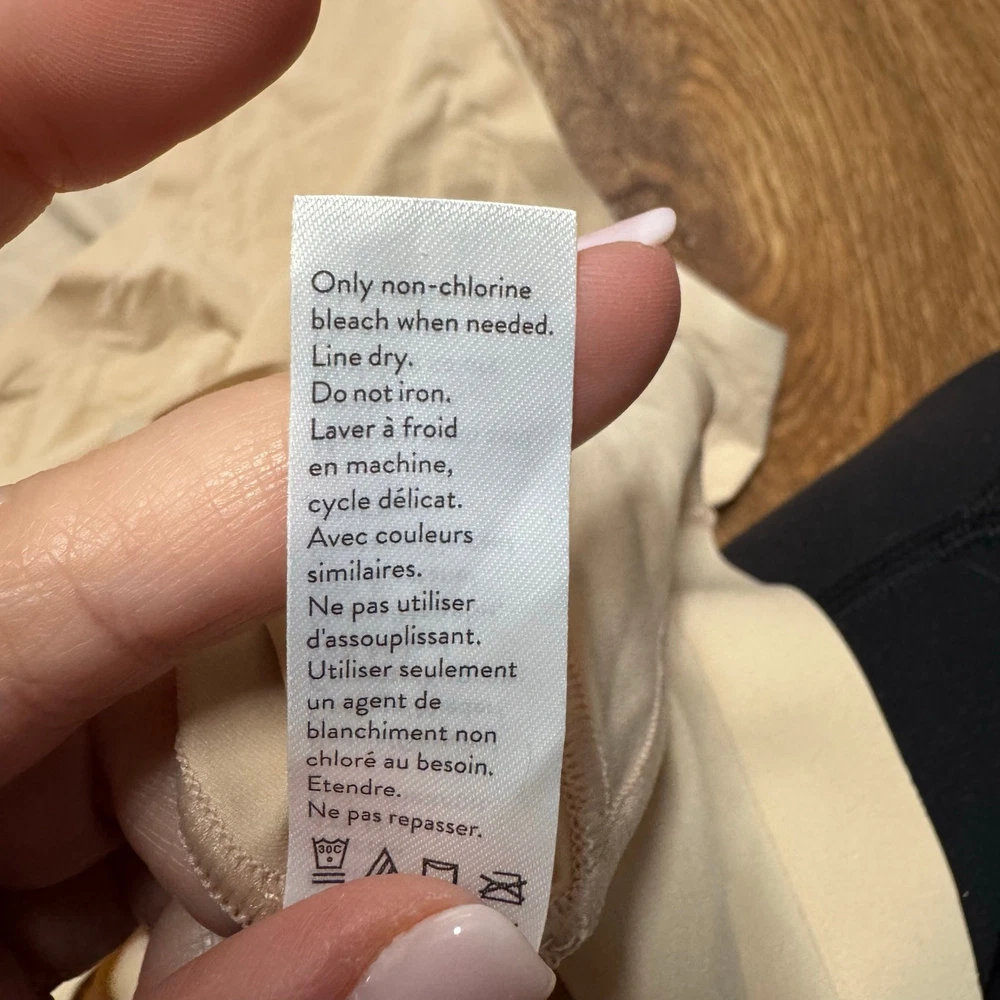 Only non-chlorine
bleach when needed.
Line dry.
Do not iron.
Laver à froid
en machine,
cycle délicat.
Avec couleurs
similaires.
Ne pas utiliser
d'assouplissant.
Utiliser seulement
un agent de
blanchiment non
chloré au besoin.
Etendre.
Ne pas repasser.
30C